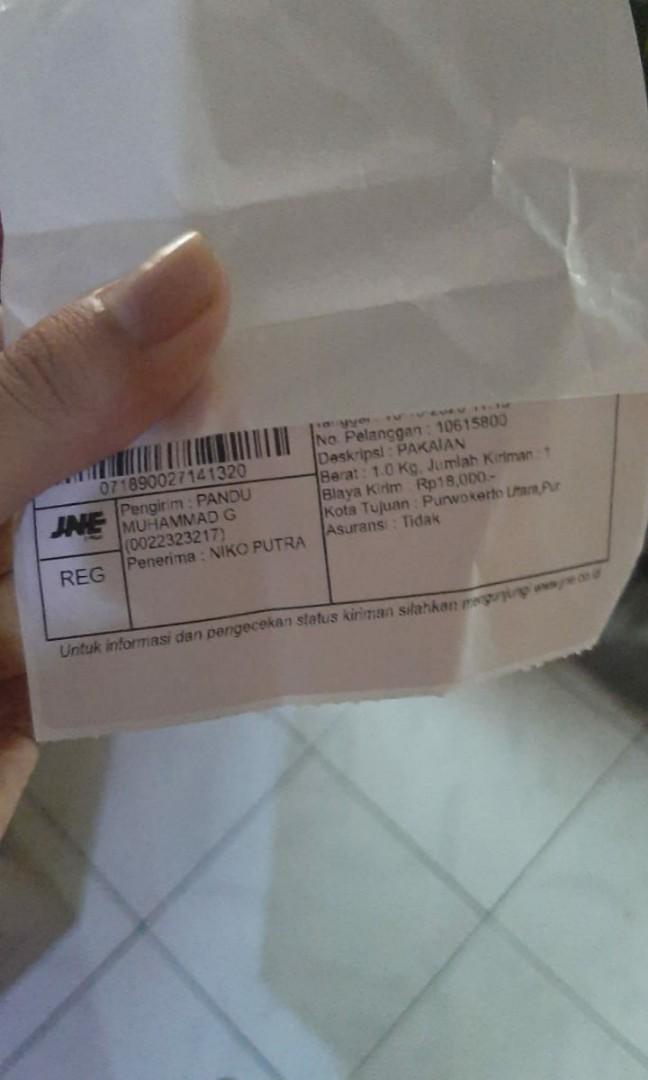 No. Pelanggan : 10615800
Deskripsi : PAKAIAN
Berat : 1.0 Kg, Jumlah Kiriman : 1
Biaya Kirim : Rp18,000.-
Kota Tujuan : Purwokerto Utara,Pur
Asuransi : Tidak
071890027141320
JNE
REG
Pengirim : PANDU
MUHAMMAD G
(0022323217)
Penerima : NIKO PUTRA
Untuk informasi dan pengecekan status kiriman silahkan mengunjungi www.jne.co.id